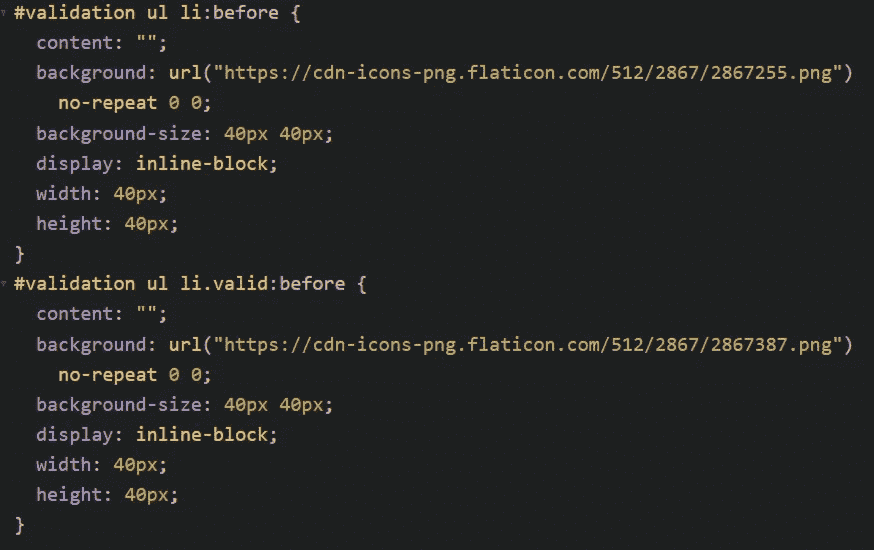 #validation ul li:before {
content: "";
background: url("https://cdn-icons-png.flaticon.com/512/2867/2867255.png")
no-repeat 0 0;
background-size: 40px 40px;
display: inline-block;
width: 40px;
height: 40px;
}
#validation ul li.valid:before {
content: "";
background: url("https://cdn-icons-png.flaticon.com/512/2867/2867387.png")
no-repeat 0 0;
background-size: 40px 40px;
display: inline-block;
width: 40px;
height: 40px;
}